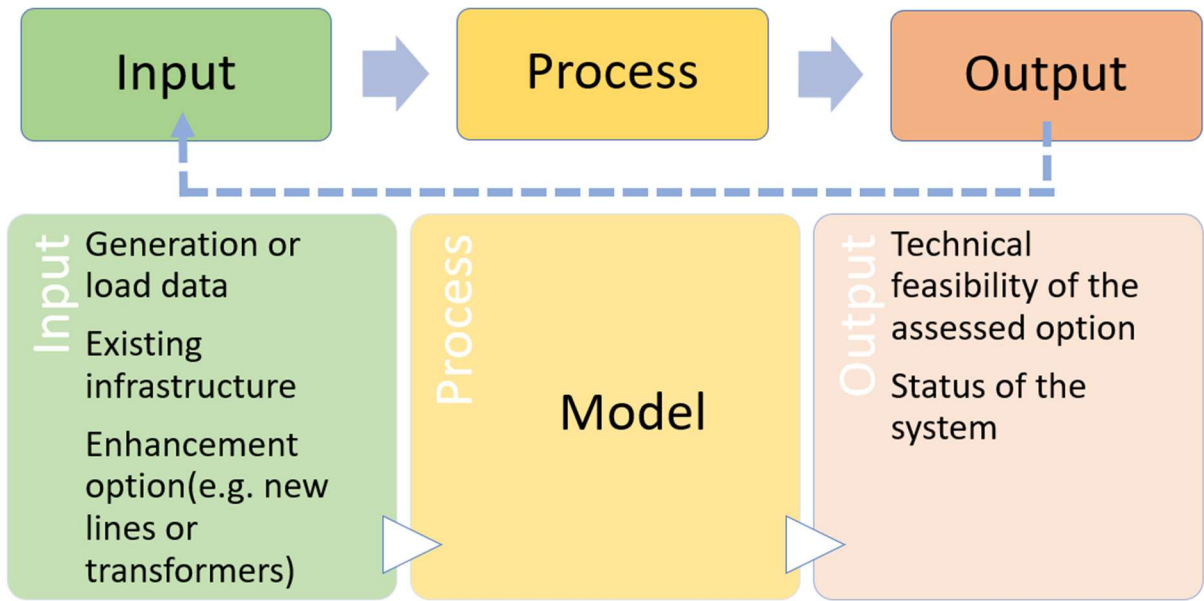 Input
Process
Output
Input
Generation or
load data
Existing
infrastructure
Enhancement
option(e.g. new
lines or
transformers)
Process
Model
Output
Technical
feasibility of the
assessed option
Status of the
system